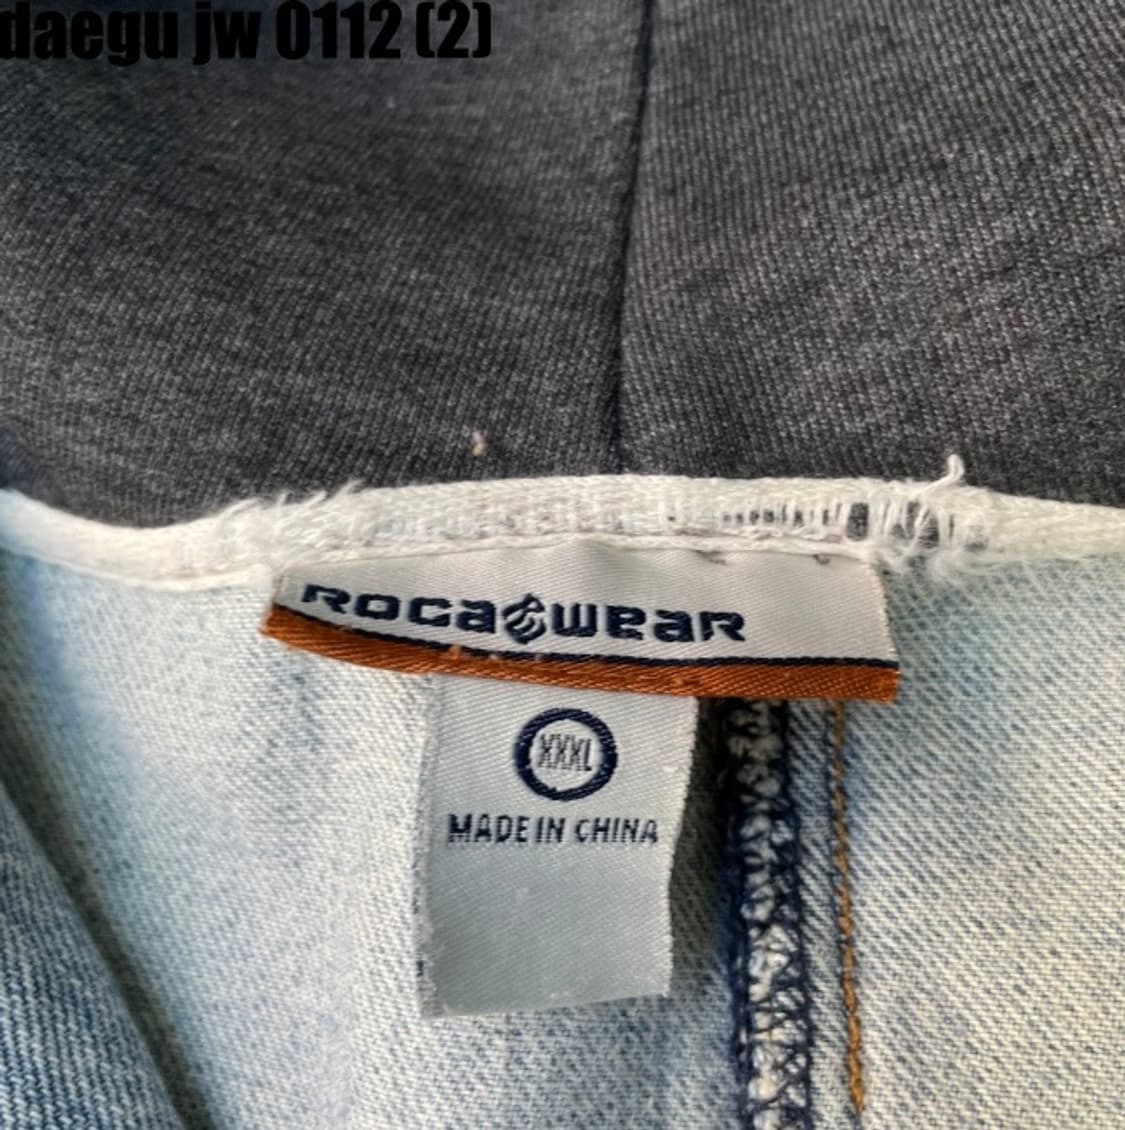 daegu jw 0112 (2)
ROCAWEAR
XXXL
MADE IN CHINA